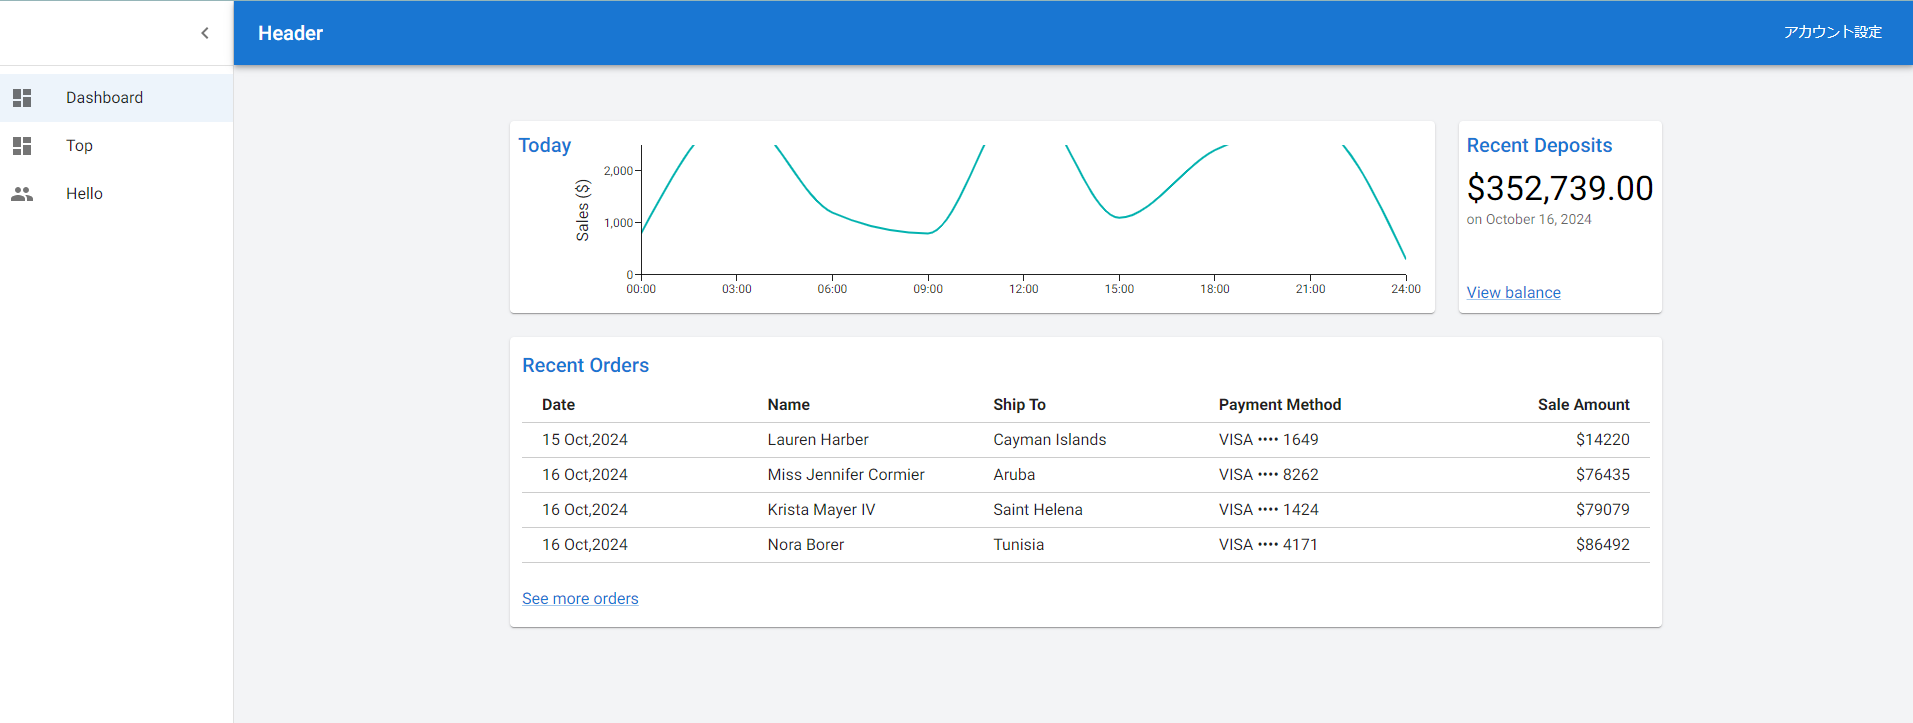 Header
アカウント設定
Dashboard
Top
Hello
Today
Sales ($)
2,000
1,000
0
00:00 03:00 06:00 09:00 12:00 15:00 18:00 21:00 24:00
Recent Deposits
$352,739.00
on October 16, 2024
View balance
Recent Orders
Date Name Ship To Payment Method Sale Amount
15 Oct,2024 Lauren Harber Cayman Islands VISA •••• 1649 $14220
16 Oct,2024 Miss Jennifer Cormier Aruba VISA •••• 8262 $76435
16 Oct,2024 Krista Mayer IV Saint Helena VISA •••• 1424 $79079
16 Oct,2024 Nora Borer Tunisia VISA •••• 4171 $86492
See more orders